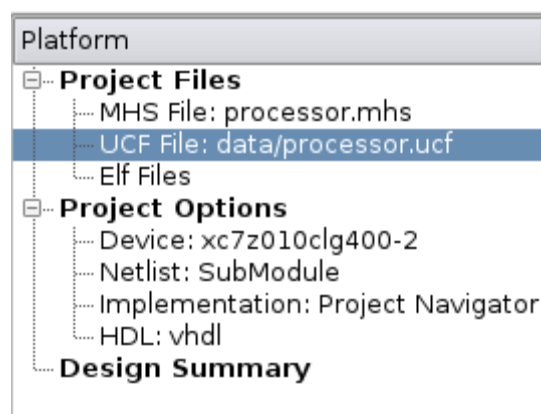 Platform
Project Files
MHS File: processor.mhs
UCF File: data/processor.ucf
Elf Files
Project Options
Device: xc7z010clg400-2
Netlist: SubModule
Implementation: Project Navigator
HDL: vhdl
Design Summary